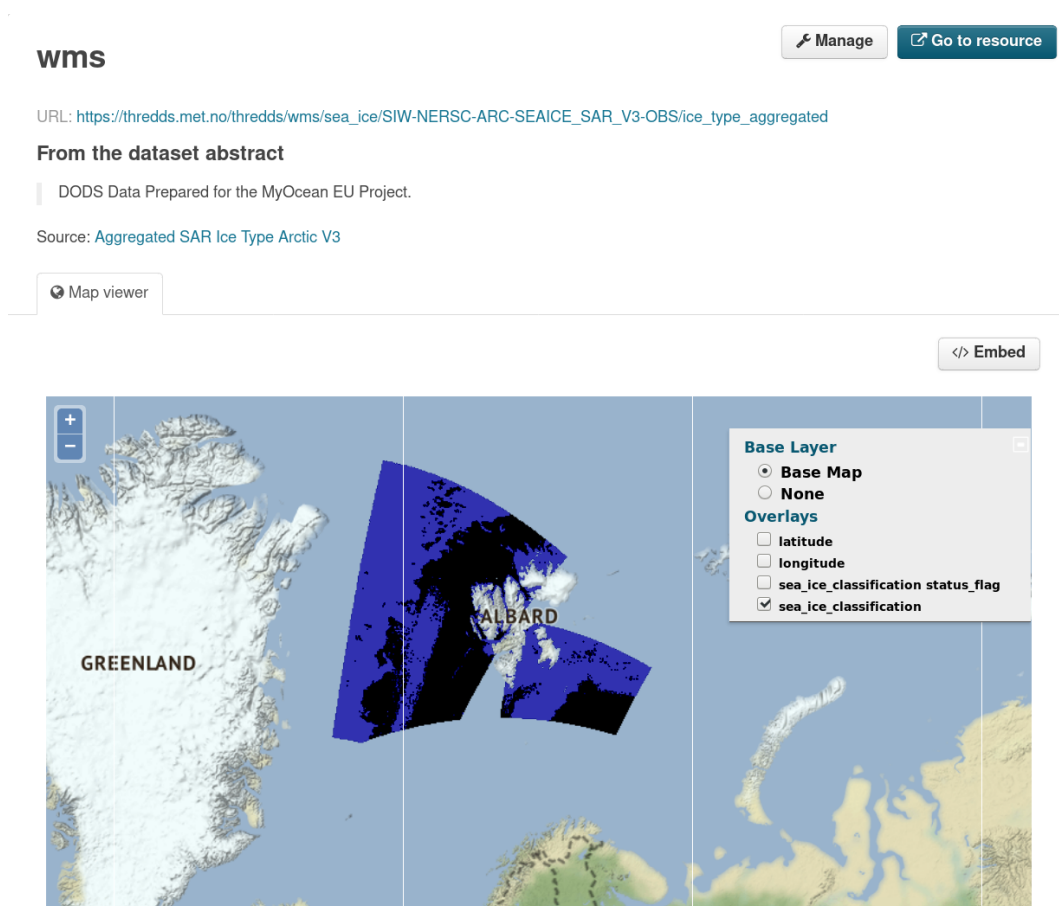 wms
Manage
Go to resource
URL: https://thredds.met.no/thredds/wms/sea_ice/SIW-NERSC-ARC-SEAICE_SAR_V3-OBS/ice_type_aggregated
From the dataset abstract
DODS Data Prepared for the MyOcean EU Project.
Source: Aggregated SAR Ice Type Arctic V3
Map viewer
</> Embed
+
−
Base Layer
Base Map
None
Overlays
latitude
longitude
sea_ice_classification status_flag
sea_ice_classification
ALBARD
GREENLAND